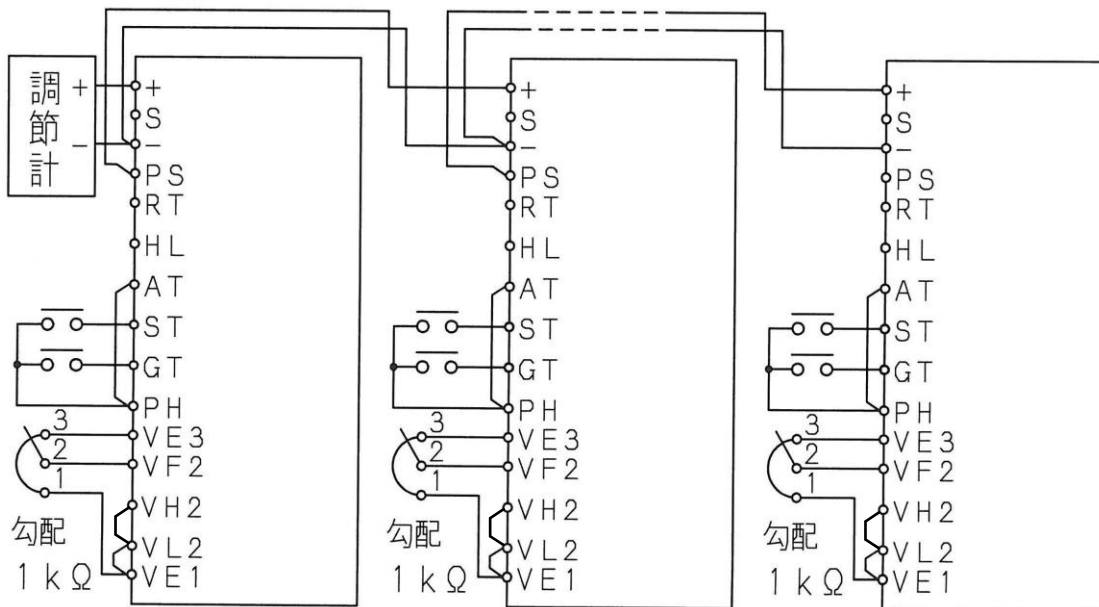 調節計
+
−
+
S
−
PS
RT
HL
AT
ST
GT
PH
VE3
VF2
VH2
VL2
VE1
3
2
1
勾配
1kΩ
+
S
−
PS
RT
HL
AT
ST
GT
PH
VE3
VF2
VH2
VL2
VE1
3
2
1
勾配
1kΩ
+
S
−
PS
RT
HL
AT
ST
GT
PH
VE3
VF2
VH2
VL2
VE1
3
2
1
勾配
1kΩ